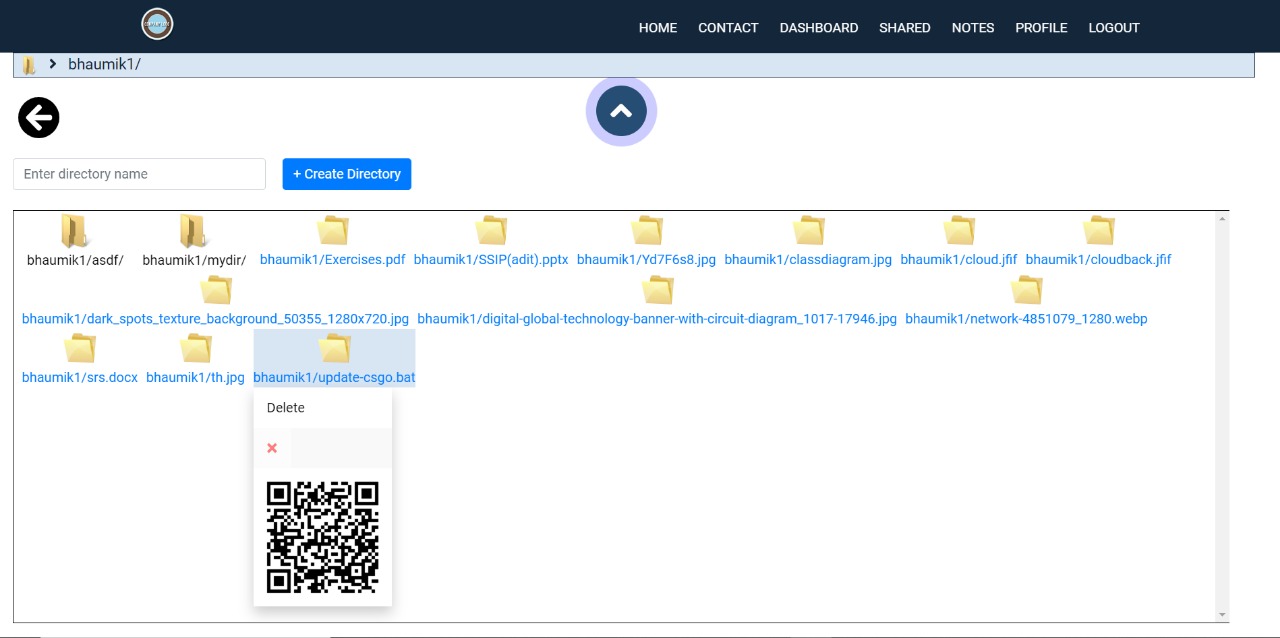 HOME CONTACT DASHBOARD SHARED NOTES PROFILE LOGOUT
bhaumik1/
Enter directory name
+ Create Directory
bhaumik1/asdf/ bhaumik1/mydir/ bhaumik1/Exercises.pdf bhaumik1/SSIP(adit).pptx bhaumik1/Yd7F6s8.jpg bhaumik1/classdiagram.jpg bhaumik1/cloud.jfif bhaumik1/cloudback.jfif
bhaumik1/dark_spots_texture_background_50355_1280x720.jpg bhaumik1/digital-global-technology-banner-with-circuit-diagram_1017-17946.jpg bhaumik1/network-4851079_1280.webp
bhaumik1/srs.docx bhaumik1/th.jpg bhaumik1/update-csgo.bat
Delete